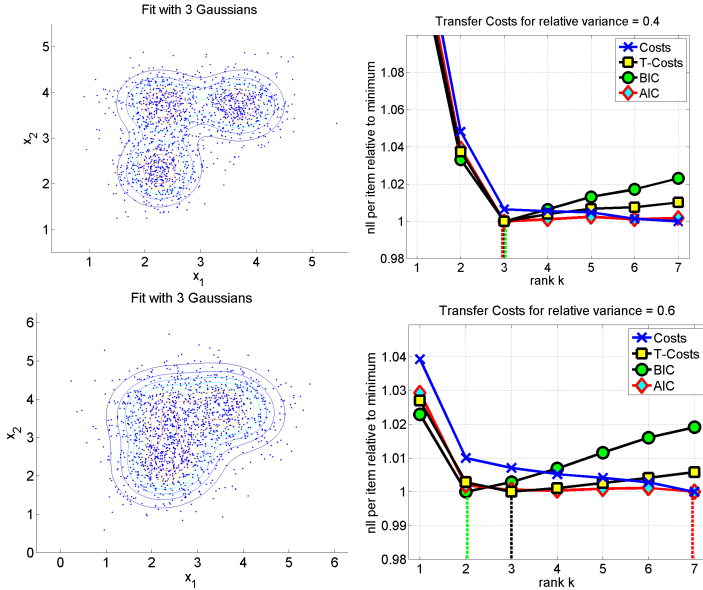 Fit with 3 Gaussians
5
4
3
2
1
x2
1 2 3 4 5
x1
Transfer Costs for relative variance = 0.4
1.1
1.08
1.06
1.04
1.02
1
0.98
nll per item relative to minimum
1 2 3 4 5 6 7
rank k
Costs
T-Costs
BIC
AIC
Fit with 3 Gaussians
6
5
4
3
2
1
0
x2
0 1 2 3 4 5 6
x1
Transfer Costs for relative variance = 0.6
1.04
1.03
1.02
1.01
1
0.99
0.98
nll per item relative to minimum
1 2 3 4 5 6 7
rank k
Costs
T-Costs
BIC
AIC